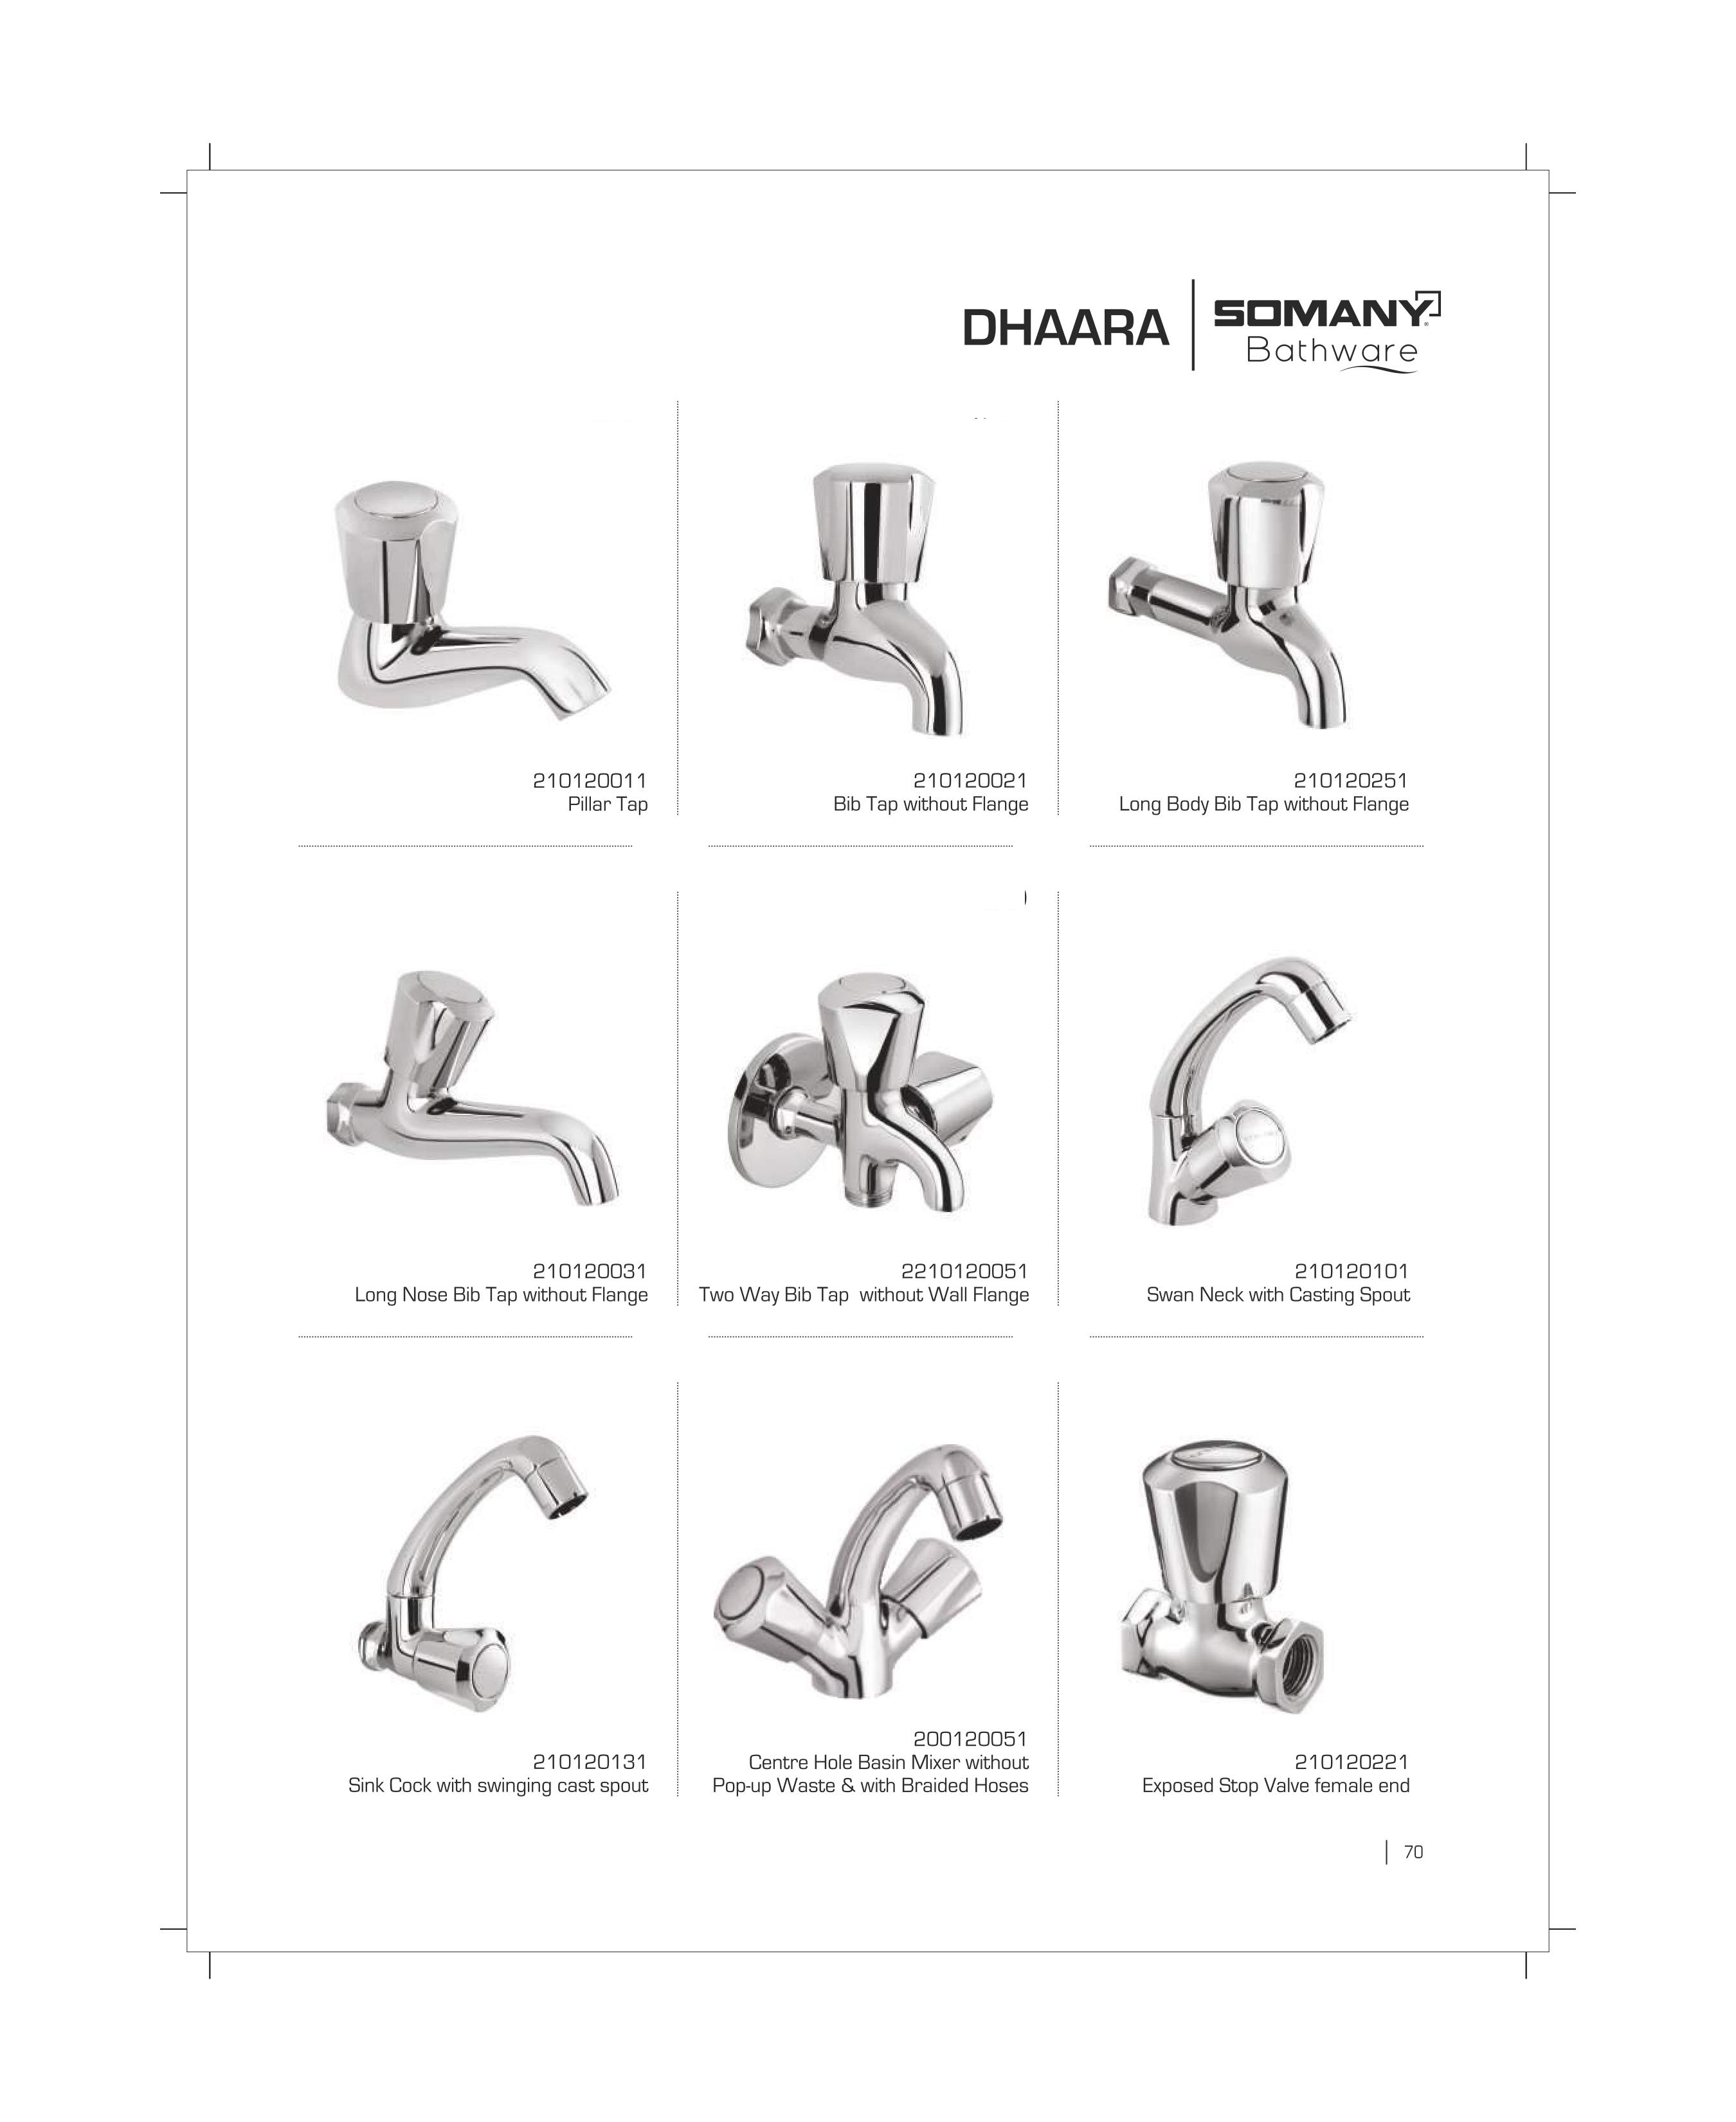 DHAARA
SOMANY
Bathware
210120011
Pillar Tap
210120021
Bib Tap without Flange
210120251
Long Body Bib Tap without Flange
210120031
Long Nose Bib Tap without Flange
2210120051
Two Way Bib Tap without Wall Flange
210120101
Swan Neck with Casting Spout
210120131
Sink Cock with swinging cast spout
200120051
Centre Hole Basin Mixer without
Pop-up Waste & with Braided Hoses
210120221
Exposed Stop Valve female end
70